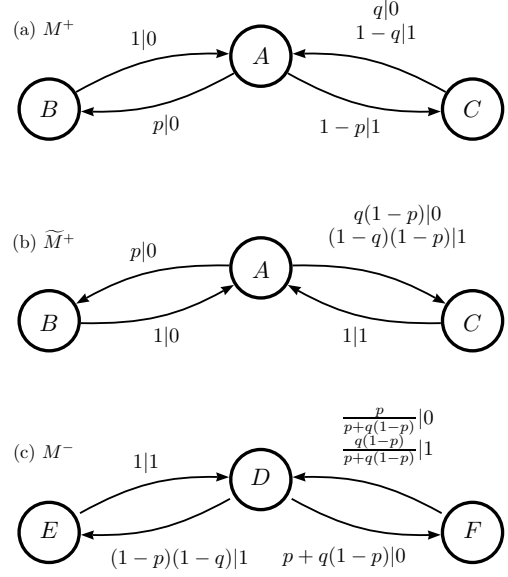 (a) M⁺
1|0
A
q|0
1 − q|1
B
C
p|0
1 − p|1
(b) M̃⁺
p|0
A
q(1 − p)|0
(1 − q)(1 − p)|1
B
C
1|0
1|1
(c) M⁻
1|1
D
p/(p+q(1−p))|0
q(1−p)/(p+q(1−p))|1
E
F
(1 − p)(1 − q)|1
p + q(1 − p)|0